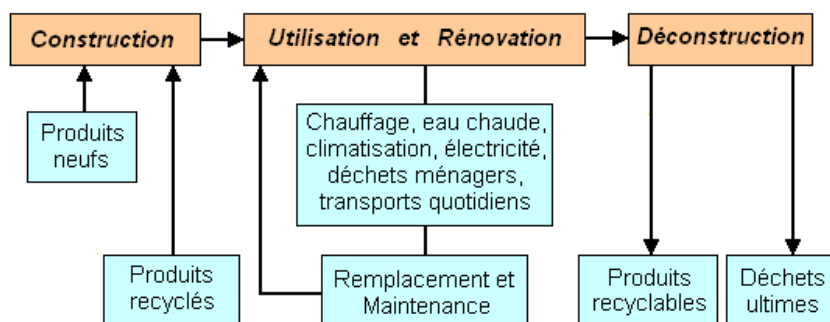 Construction
Utilisation et Rénovation
Déconstruction
Produits
neufs
Chauffage, eau chaude,
climatisation, électricité,
déchets ménagers,
transports quotidiens
Produits
recyclés
Remplacement et
Maintenance
Produits
recyclables
Déchets
ultimes